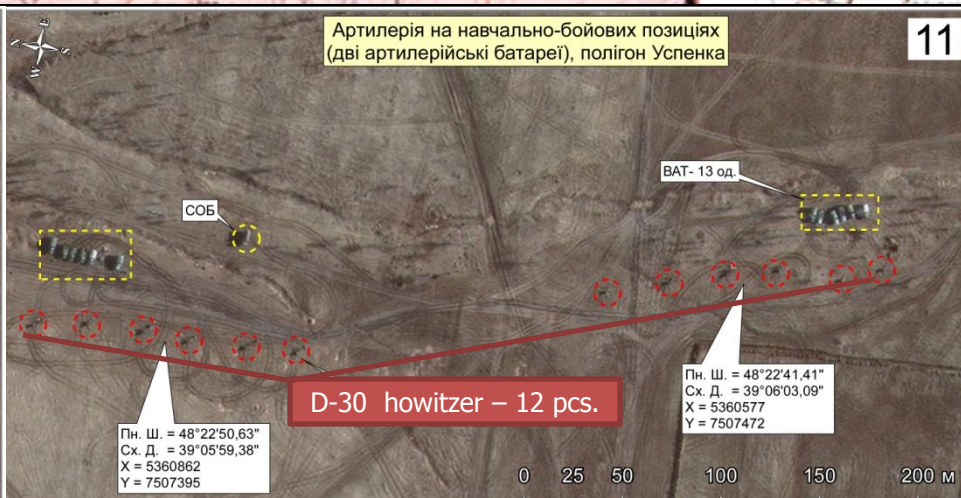 Артилерія на навчально-бойових позиціях
(дві артилерійські батареї), полігон Успенка
11
E
S
N
W
ВАТ- 13 од.
СОБ
D-30 howitzer – 12 pcs.
Пн. Ш. = 48°22'41,41"
Сх. Д. = 39°06'03,09"
X = 5360577
Y = 7507472
Пн. Ш. = 48°22'50,63"
Сх. Д. = 39°05'59,38"
X = 5360862
Y = 7507395
0 25 50 100 150 200 м